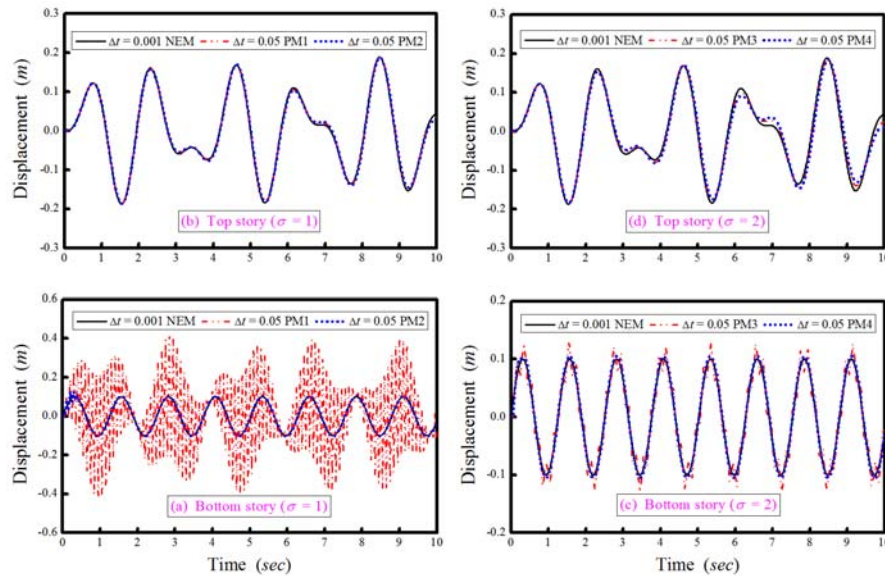 0.3
0.2
0.1
0.0
-0.1
-0.2
-0.3
Displacement (m)
Δt = 0.001 NEM Δt = 0.05 PM1 Δt = 0.05 PM2
(b) Top story (σ = 1)
0 1 2 3 4 5 6 7 8 9 10
0.3
0.2
0.1
0.0
-0.1
-0.2
-0.3
Displacement (m)
Δt = 0.001 NEM Δt = 0.05 PM3 Δt = 0.05 PM4
(d) Top story (σ = 2)
0 1 2 3 4 5 6 7 8 9 10
0.6
0.4
0.2
0.0
-0.2
-0.4
-0.6
Displacement (m)
Δt = 0.001 NEM Δt = 0.05 PM1 Δt = 0.05 PM2
(a) Bottom story (σ = 1)
0 1 2 3 4 5 6 7 8 9 10
Time (sec)
0.2
0.1
0.0
-0.1
-0.2
Displacement (m)
Δt = 0.001 NEM Δt = 0.05 PM3 Δt = 0.05 PM4
(c) Bottom story (σ = 2)
0 1 2 3 4 5 6 7 8 9 10
Time (sec)